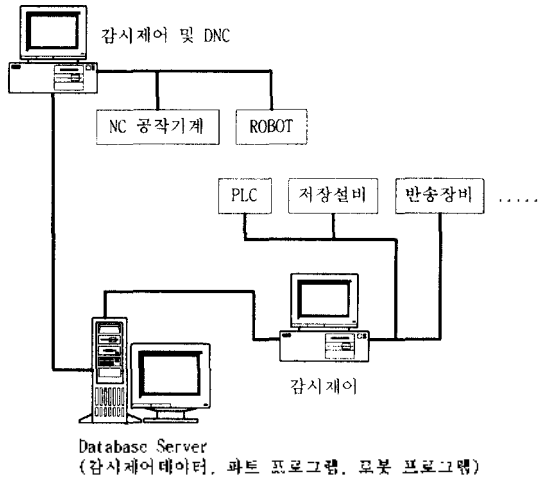 감시제어 및 DNC
NC 공작기계
ROBOT
PLC
저장설비
반송장비
.....
감시제어
Database Server
(감시제어데이터, 파트 프로그램, 로봇 프로그램)